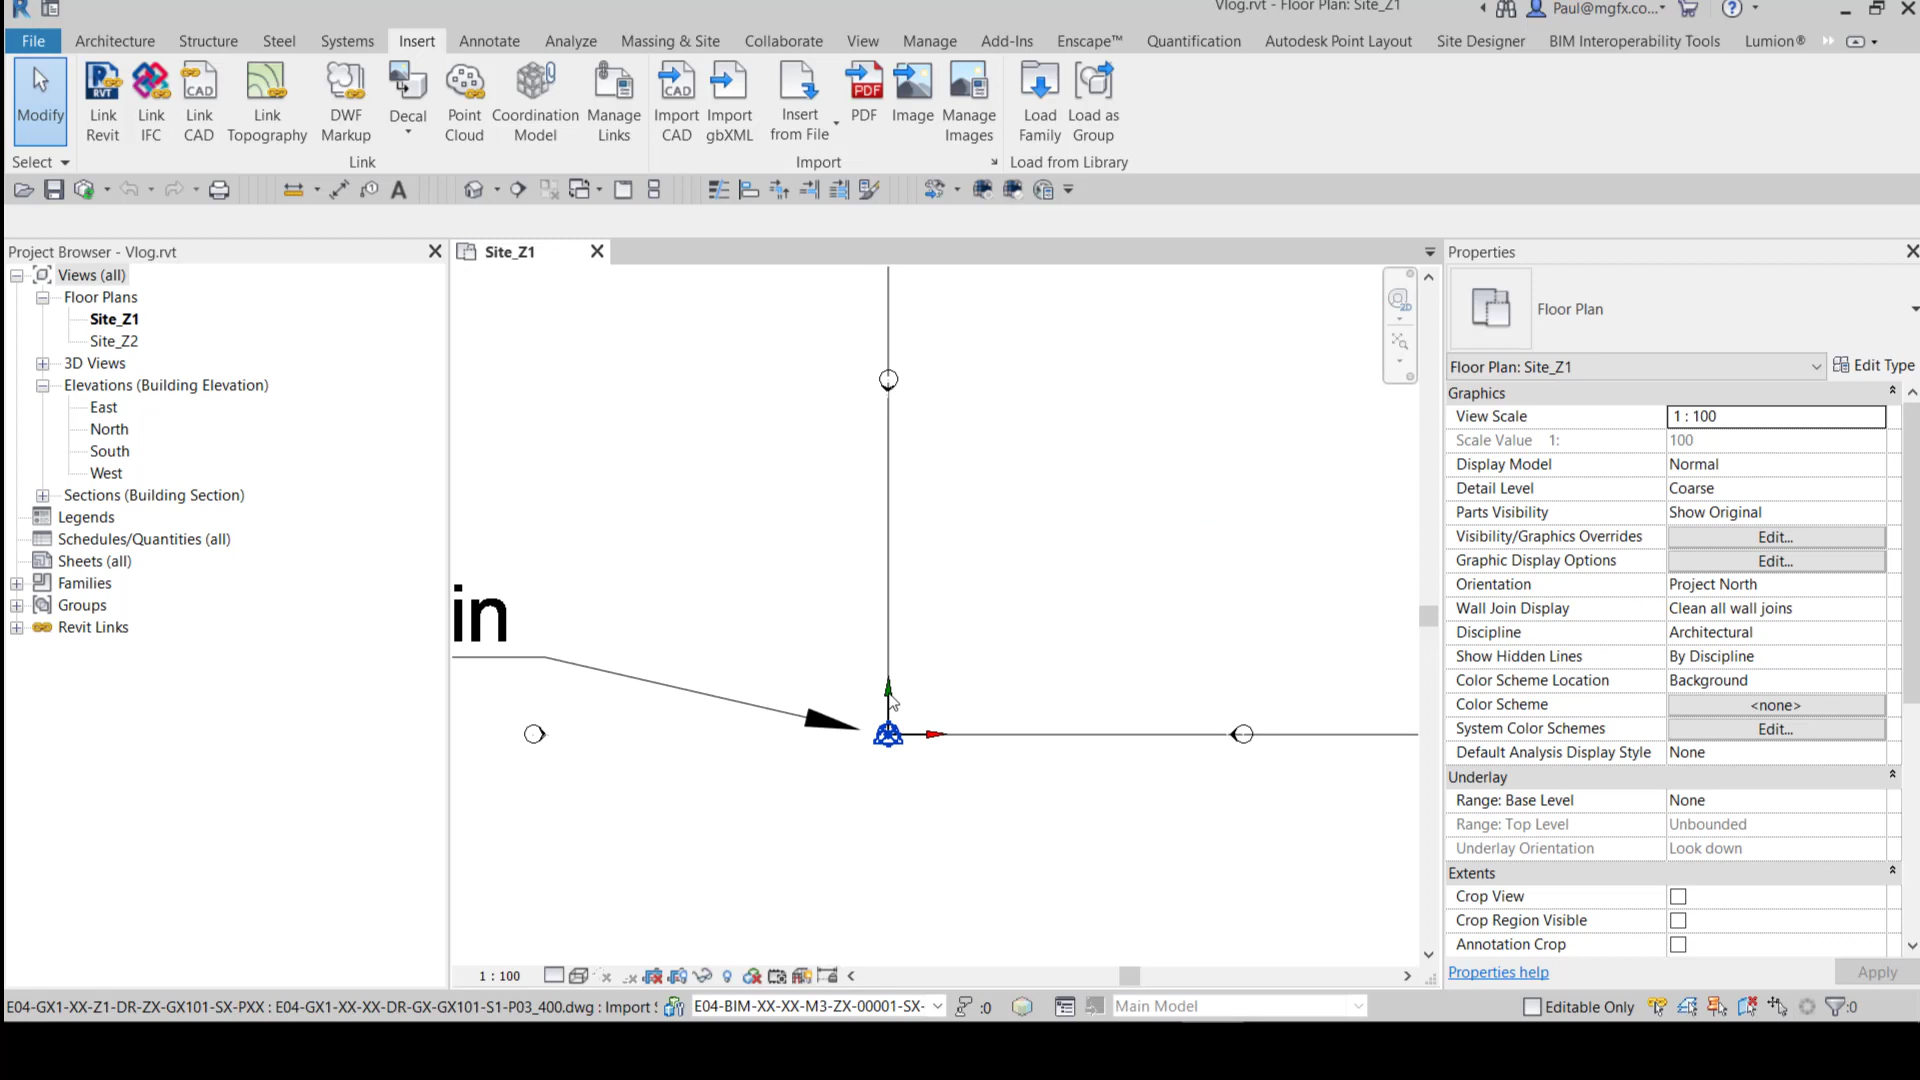 Vlog.rvt - Floor Plan: Site_Z1
Paul@mgfx.co...
File Architecture Structure Steel Systems Insert Annotate Analyze Massing & Site Collaborate View Manage Add-Ins Enscape™ Quantification Autodesk Point Layout Site Designer BIM Interoperability Tools Lumion®
Modify
Link Revit
Link IFC
Link CAD
Link Topography
DWF Markup
Decal
Point Cloud
Coordination Model
Manage Links
Import CAD
Import gbXML
Insert from File
PDF
Image
Manage Images
Load Family
Load as Group
Select
Link
Import
Load from Library
Project Browser - Vlog.rvt
Views (all)
Floor Plans
Site_Z1
Site_Z2
3D Views
Elevations (Building Elevation)
East
North
South
West
Sections (Building Section)
Legends
Schedules/Quantities (all)
Sheets (all)
Families
Groups
Revit Links
Site_Z1
in
1 : 100
Properties
Floor Plan
Floor Plan: Site_Z1 Edit Type
Graphics
View Scale 1 : 100
Scale Value 1: 100
Display Model Normal
Detail Level Coarse
Parts Visibility Show Original
Visibility/Graphics Overrides Edit...
Graphic Display Options Edit...
Orientation Project North
Wall Join Display Clean all wall joins
Discipline Architectural
Show Hidden Lines By Discipline
Color Scheme Location Background
Color Scheme <none>
System Color Schemes Edit...
Default Analysis Display Style None
Underlay
Range: Base Level None
Range: Top Level Unbounded
Underlay Orientation Look down
Extents
Crop View
Crop Region Visible
Annotation Crop
Properties help Apply
E04-GX1-XX-Z1-DR-ZX-GX101-SX-PXX : E04-GX1-XX-XX-DR-GX-GX101-S1-P03_400.dwg : Import E04-BIM-XX-XX-M3-ZX-00001-SX- :0 Main Model Editable Only :0